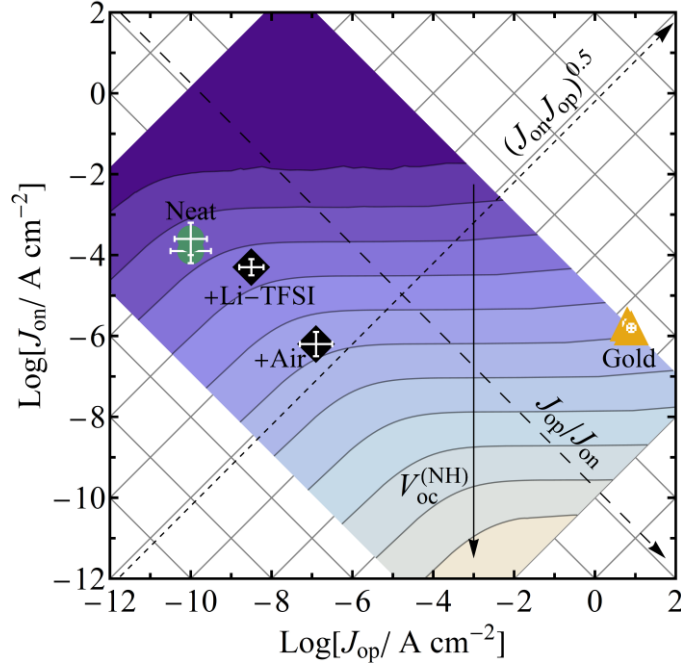 2
0
−2
−4
−6
−8
−10
−12
Log[J_on/ A cm^−2]
(J_on J_op)^0.5
Neat
+Li−TFSI
+Air
Gold
J_op/J_on
V_oc^(NH)
−12 −10 −8 −6 −4 −2 0 2
Log[J_op/ A cm^−2]